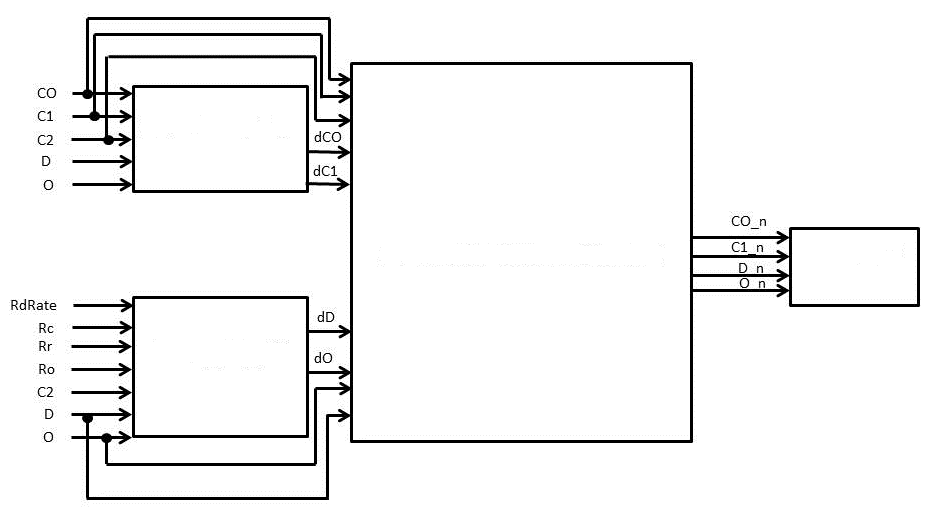 CO
C1
C2
D
O
dCO
dC1
CO_n
C1_n
D_n
O_n
RdRate
Rc
Rr
Ro
C2
D
O
dD
dO